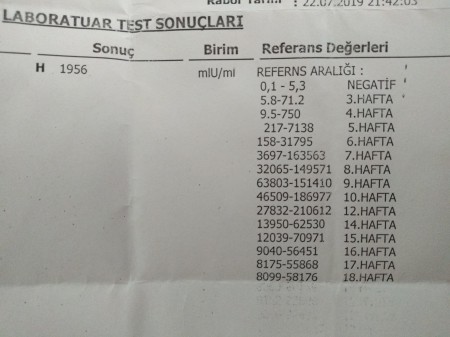 Kabul Tarihi : 22.07.2019 21:42:03
LABORATUAR TEST SONUÇLARI
Sonuç Birim Referans Değerleri
H 1956 mIU/ml REFERNS ARALIĞI :
0,1 - 5,3 NEGATİF
5.8-71.2 3.HAFTA
9.5-750 4.HAFTA
217-7138 5.HAFTA
158-31795 6.HAFTA
3697-163563 7.HAFTA
32065-149571 8.HAFTA
63803-151410 9.HAFTA
46509-186977 10.HAFTA
27832-210612 12.HAFTA
13950-62530 14.HAFTA
12039-70971 15.HAFTA
9040-56451 16.HAFTA
8175-55868 17.HAFTA
8099-58176 18.HAFTA